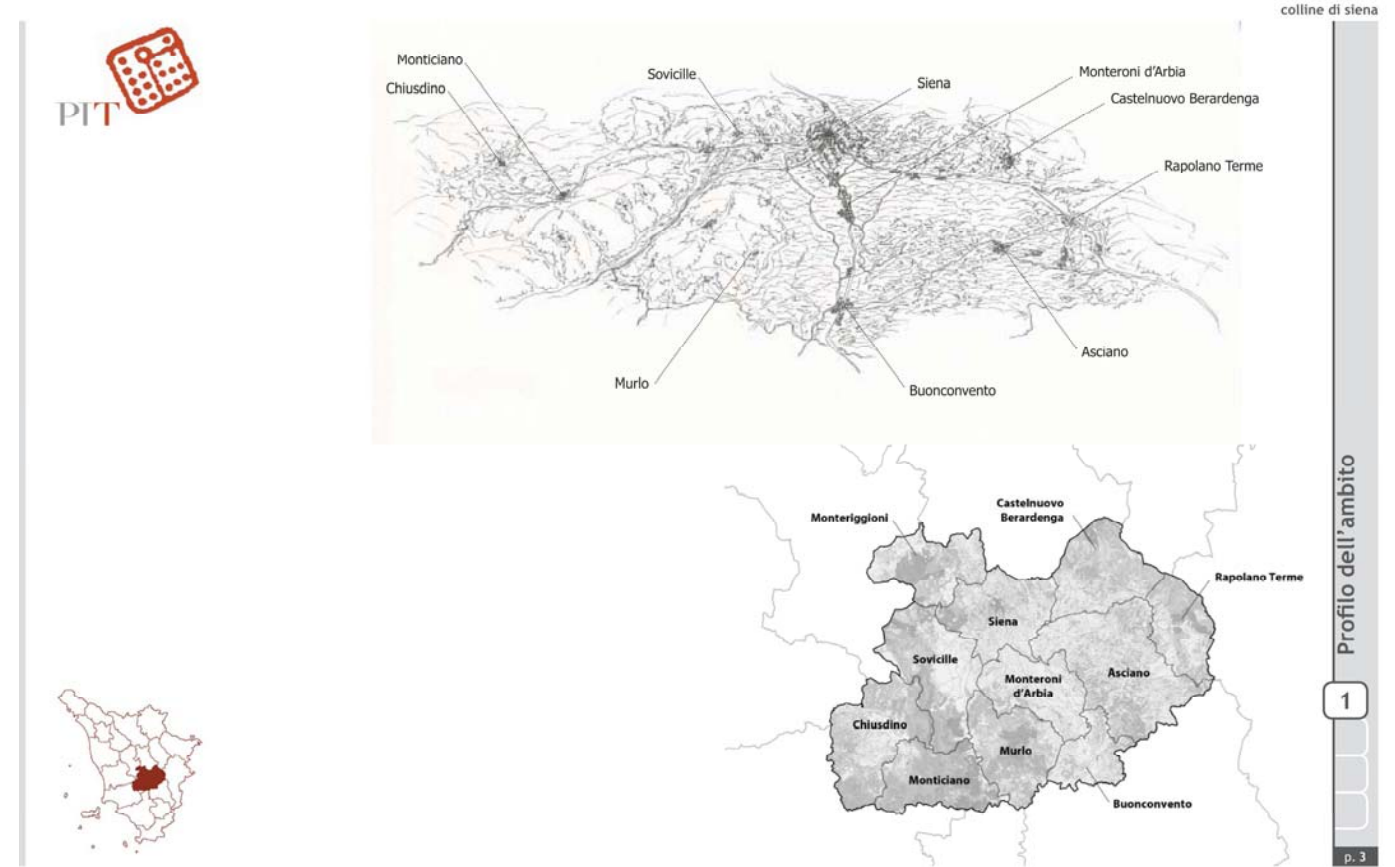 colline di siena
PIT
Monticiano
Chiusdino
Sovicille
Siena
Monteroni d'Arbia
Castelnuovo Berardenga
Rapolano Terme
Asciano
Murlo
Buonconvento
Monteriggioni
Castelnuovo
Berardenga
Rapolano Terme
Siena
Sovicille
Monteroni
d'Arbia
Asciano
Chiusdino
Murlo
Monticiano
Buonconvento
Profilo dell'ambito
1
p. 3